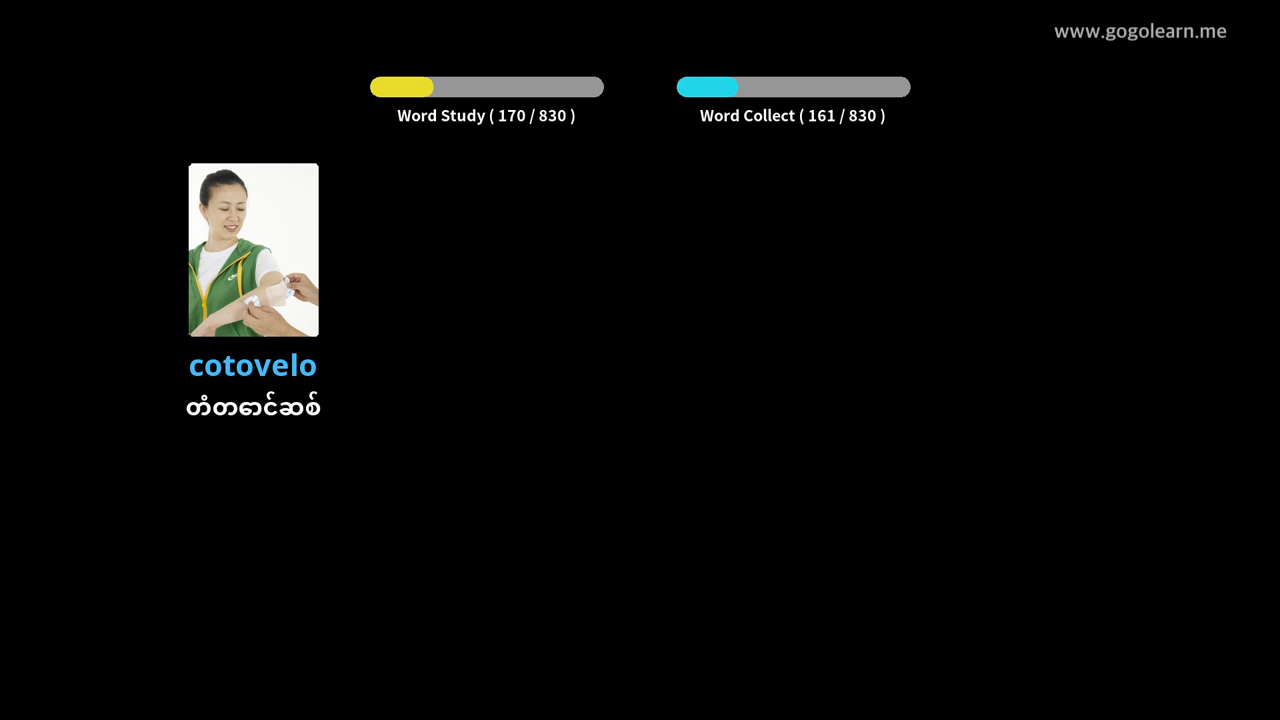 www.gogolearn.me
Word Study ( 170 / 830 )
Word Collect ( 161 / 830 )
cotovelo
တံတောင်ဆစ်